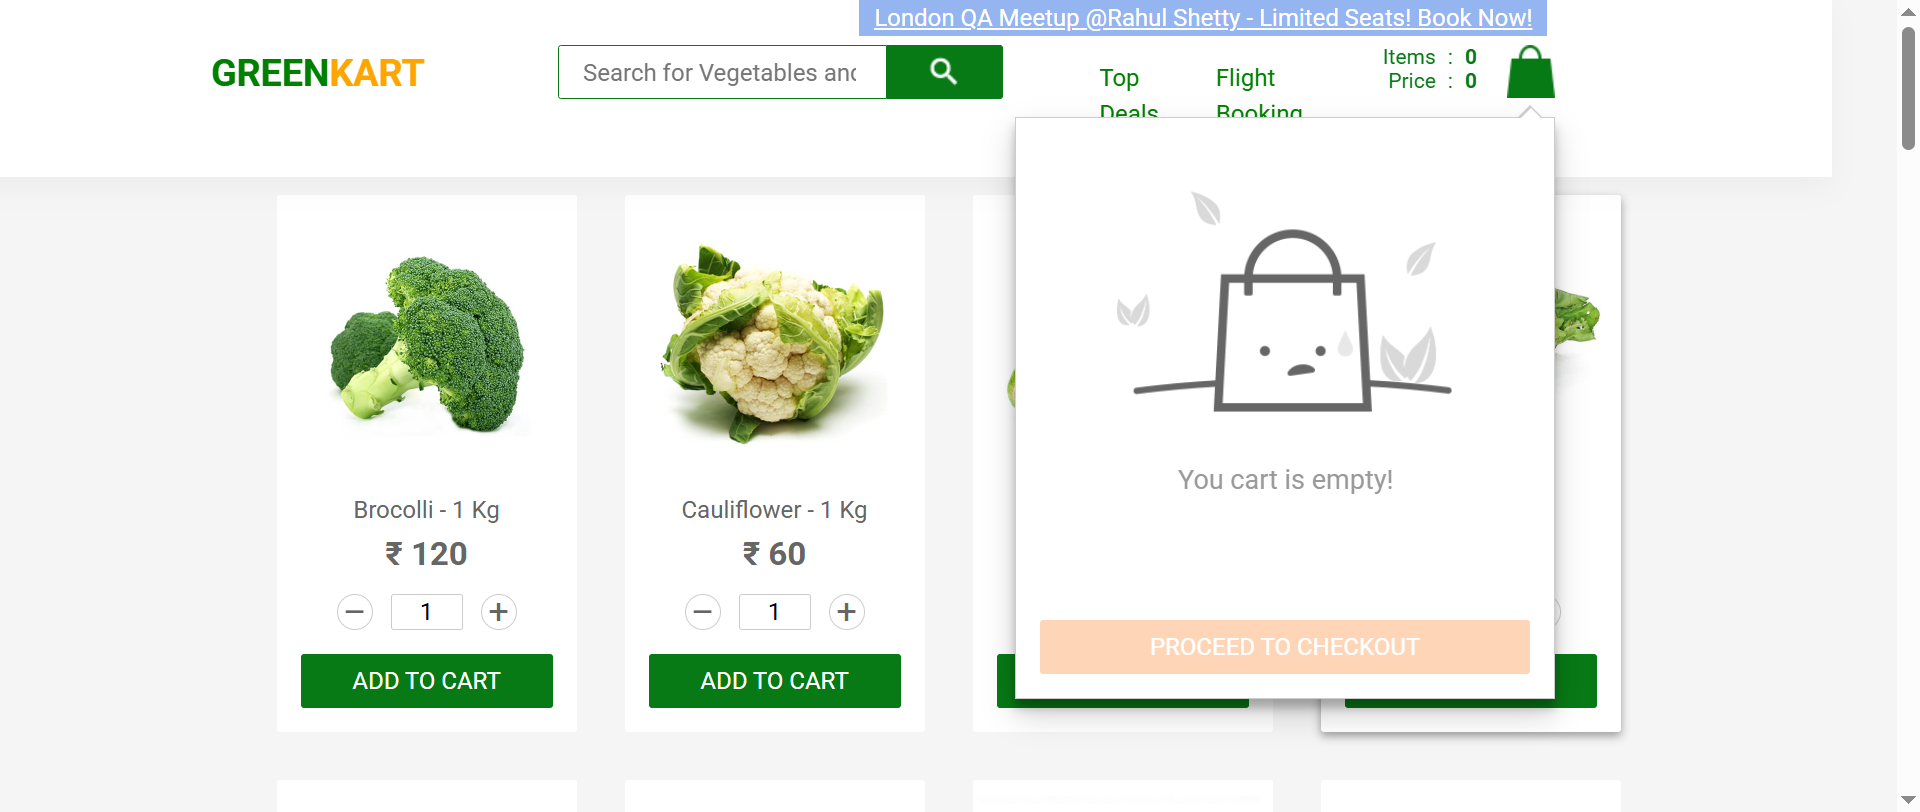 London QA Meetup @Rahul Shetty - Limited Seats! Book Now!
GREENKART
Search for Vegetables and
Top
Deals
Flight
Booking
Items : 0
Price : 0
You cart is empty!
PROCEED TO CHECKOUT
Brocolli - 1 Kg
₹ 120
− 1 +
ADD TO CART
Cauliflower - 1 Kg
₹ 60
− 1 +
ADD TO CART